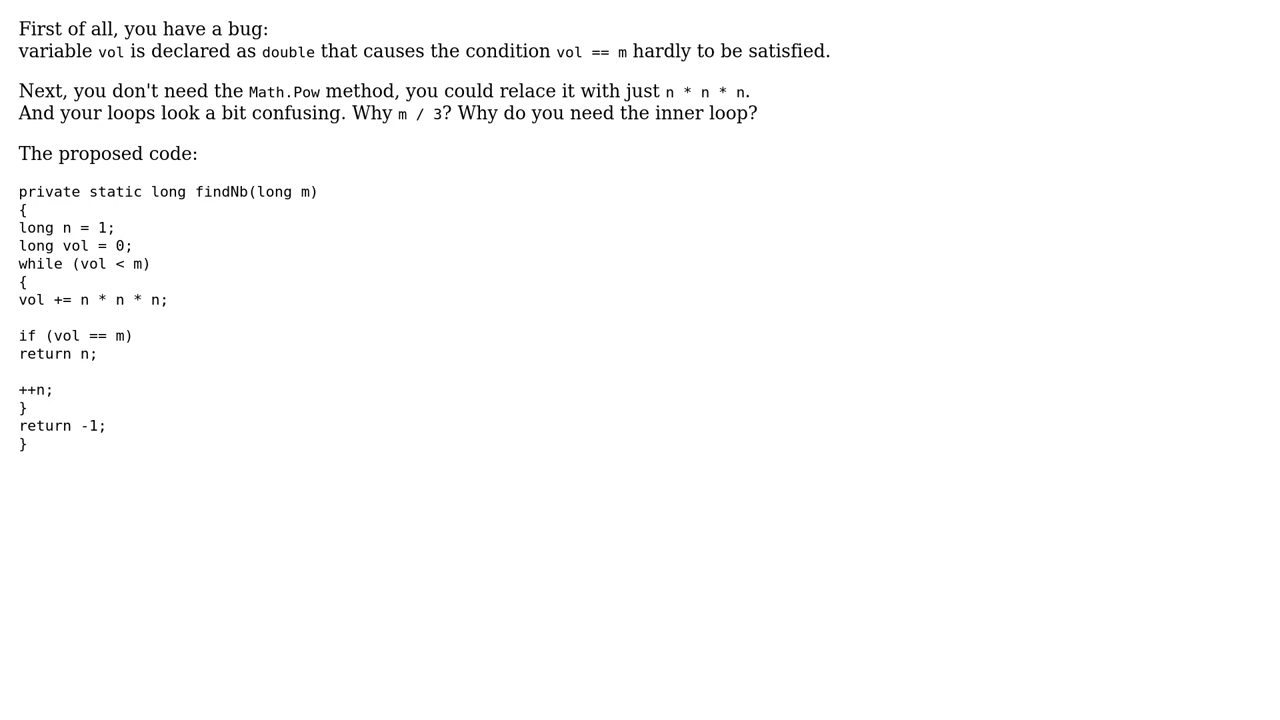 First of all, you have a bug:
variable vol is declared as double that causes the condition vol == m hardly to be satisfied.
Next, you don't need the Math.Pow method, you could relace it with just n * n * n.
And your loops look a bit confusing. Why m / 3? Why do you need the inner loop?
The proposed code:
private static long findNb(long m)
{
long n = 1;
long vol = 0;
while (vol < m)
{
vol += n * n * n;
if (vol == m)
return n;
++n;
}
return -1;
}